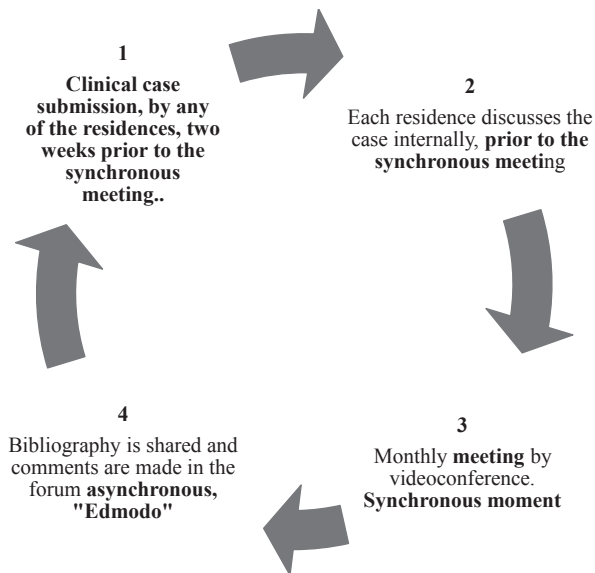 1
Clinical case
submission, by any
of the residences, two
weeks prior to the
synchronous
meeting..
2
Each residence discusses the
case internally, prior to the
synchronous meeting
3
Monthly meeting by
videoconference.
Synchronous moment
4
Bibliography is shared and
comments are made in the
forum asynchronous,
"Edmodo"